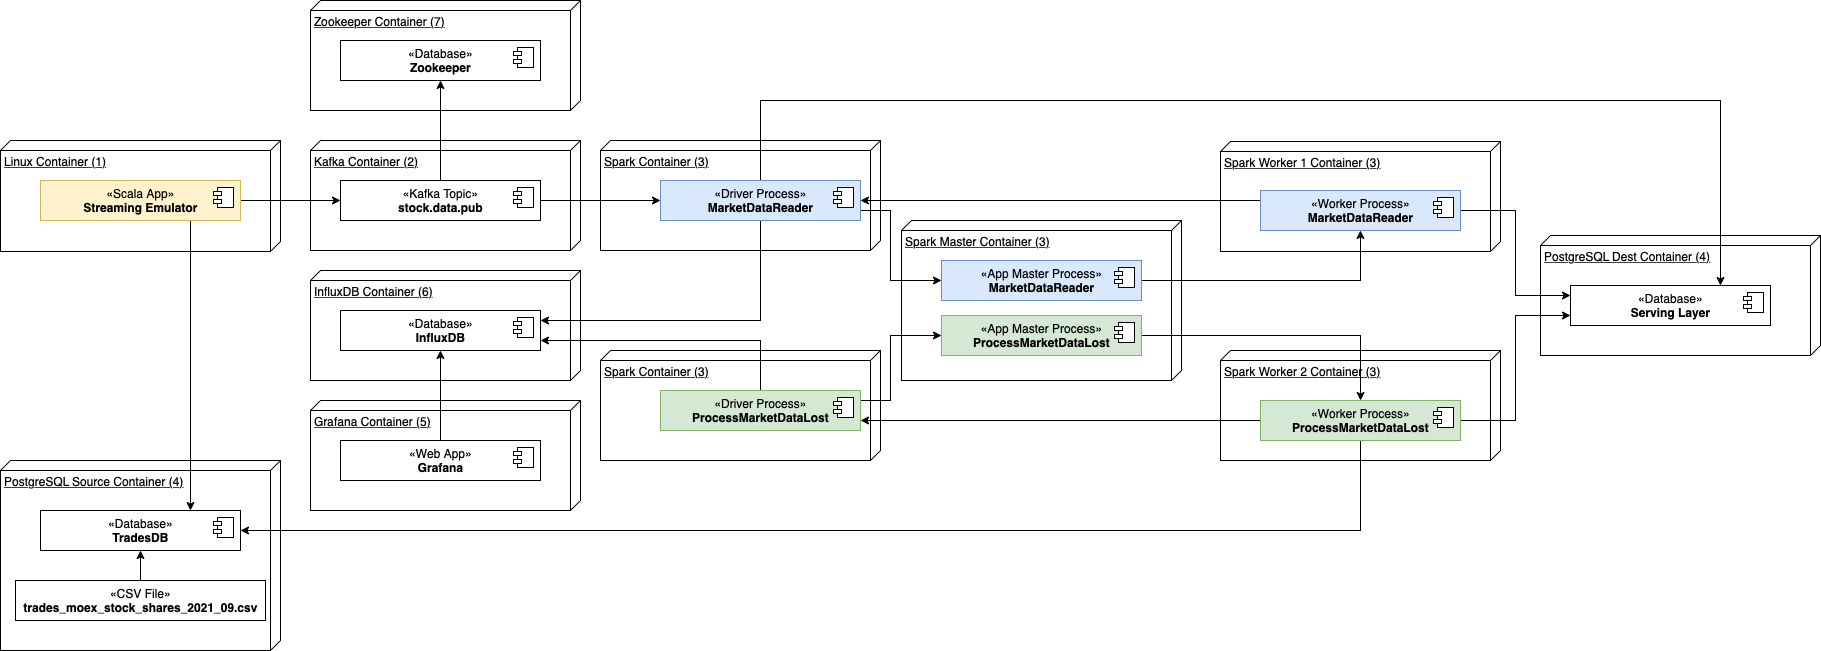 Zookeeper Container (7)
«Database»
Zookeeper
Linux Container (1)
«Scala App»
Streaming Emulator
Kafka Container (2)
«Kafka Topic»
stock.data.pub
Spark Container (3)
«Driver Process»
MarketDataReader
Spark Worker 1 Container (3)
«Worker Process»
MarketDataReader
Spark Master Container (3)
«App Master Process»
MarketDataReader
«App Master Process»
ProcessMarketDataLost
PostgreSQL Dest Container (4)
«Database»
Serving Layer
InfluxDB Container (6)
«Database»
InfluxDB
Spark Container (3)
«Driver Process»
ProcessMarketDataLost
Spark Worker 2 Container (3)
«Worker Process»
ProcessMarketDataLost
Grafana Container (5)
«Web App»
Grafana
PostgreSQL Source Container (4)
«Database»
TradesDB
«CSV File»
trades_moex_stock_shares_2021_09.csv